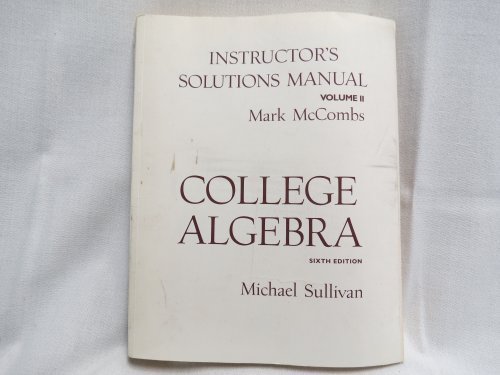 INSTRUCTOR'S
SOLUTIONS MANUAL
VOLUME II
Mark McCombs
COLLEGE
ALGEBRA
SIXTH EDITION
Michael Sullivan